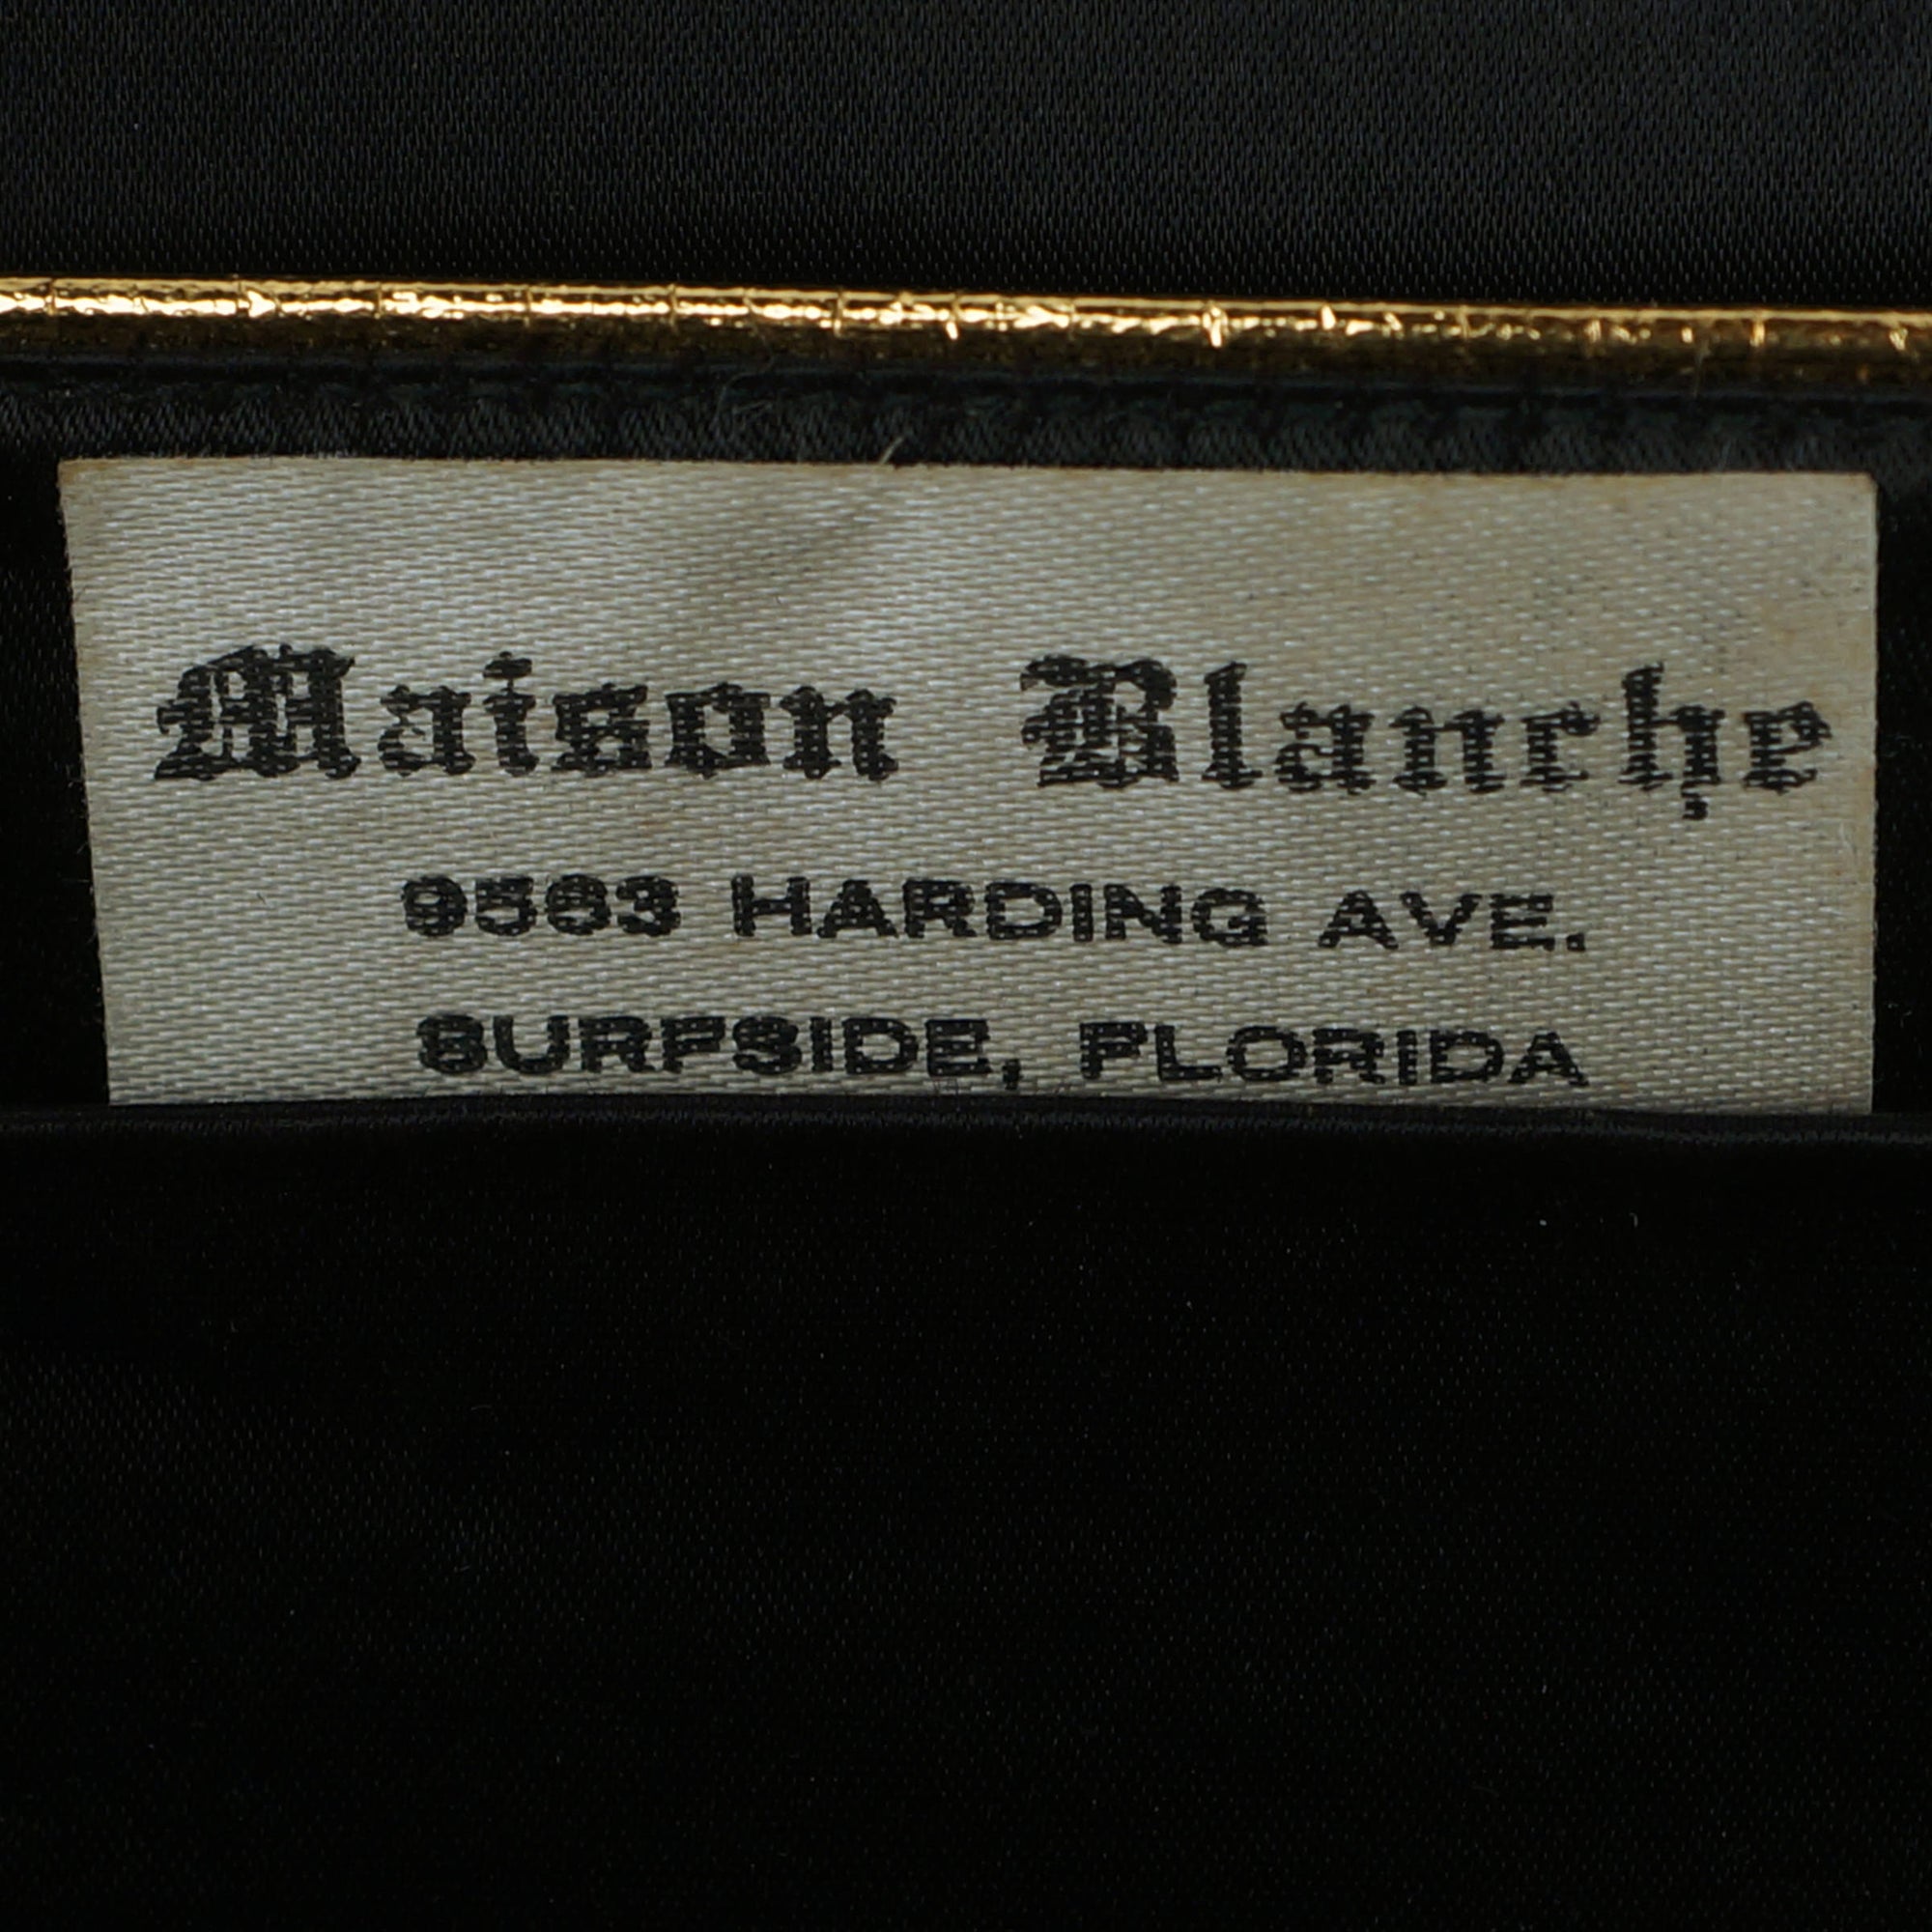 Maison Blanche
9563 HARDING AVE.
SURFSIDE, FLORIDA